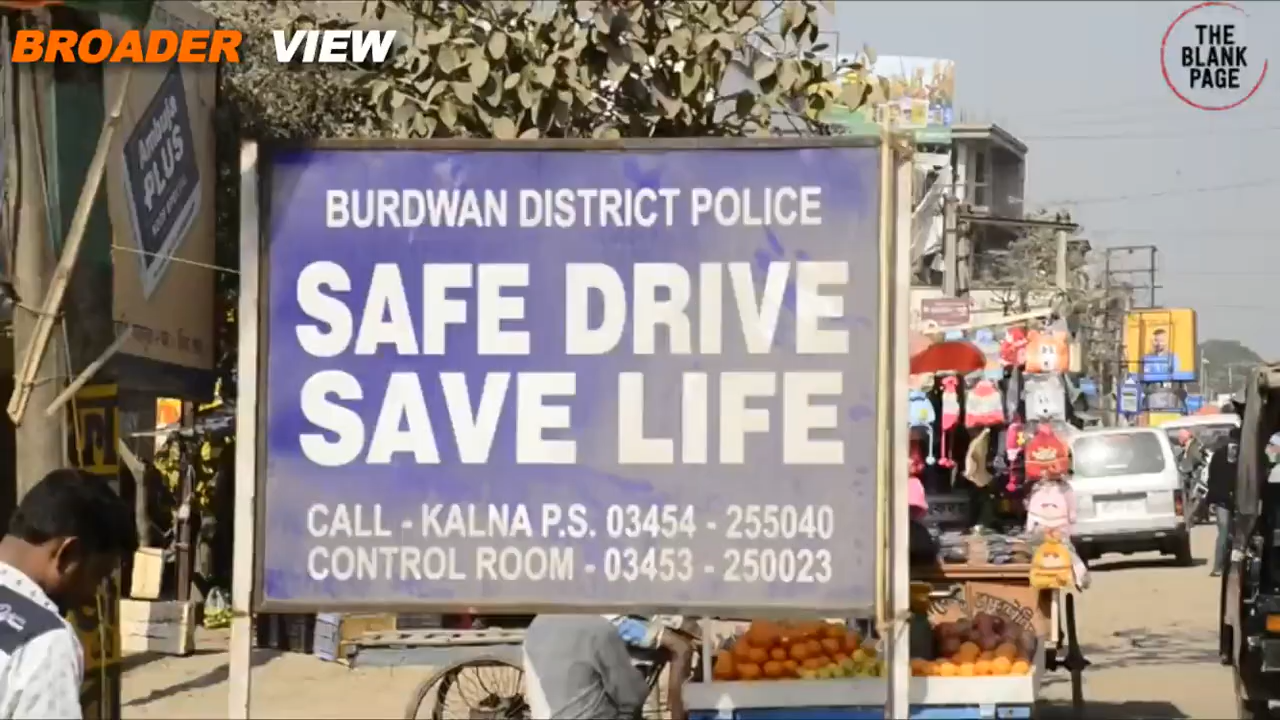 BROADER VIEW
THE
BLANK
PAGE
Ambuja
PLUS
BURDWAN DISTRICT POLICE
SAFE DRIVE
SAVE LIFE
CALL - KALNA P.S. 03454 - 255040
CONTROL ROOM - 03453 - 250023